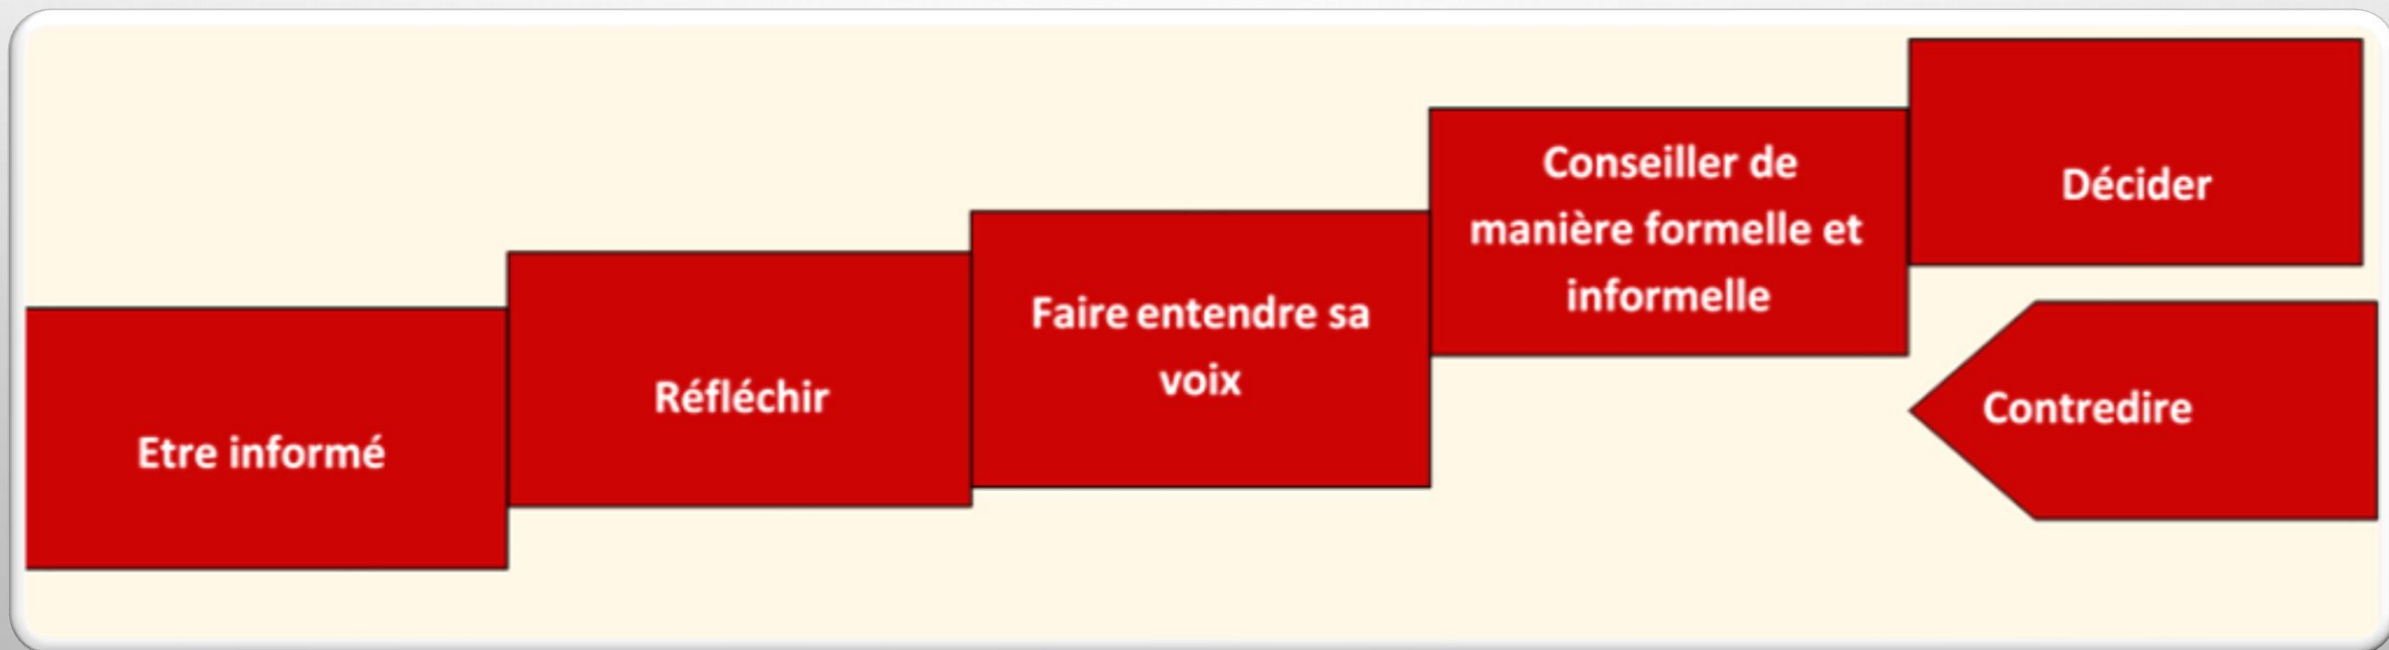 Etre informé
Réfléchir
Faire entendre sa
voix
Conseiller de
manière formelle et
informelle
Décider
Contredire